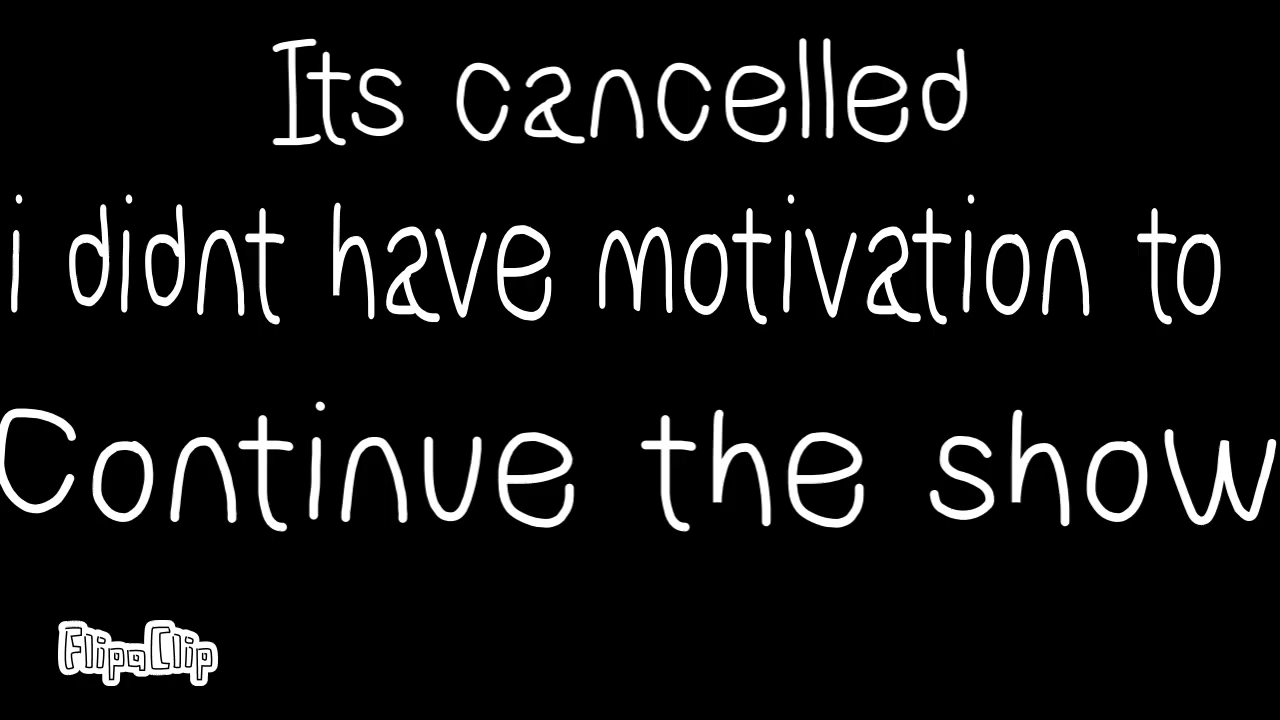 Its cancelled
i didnt have motivation to
Continue the show
FlipaClip